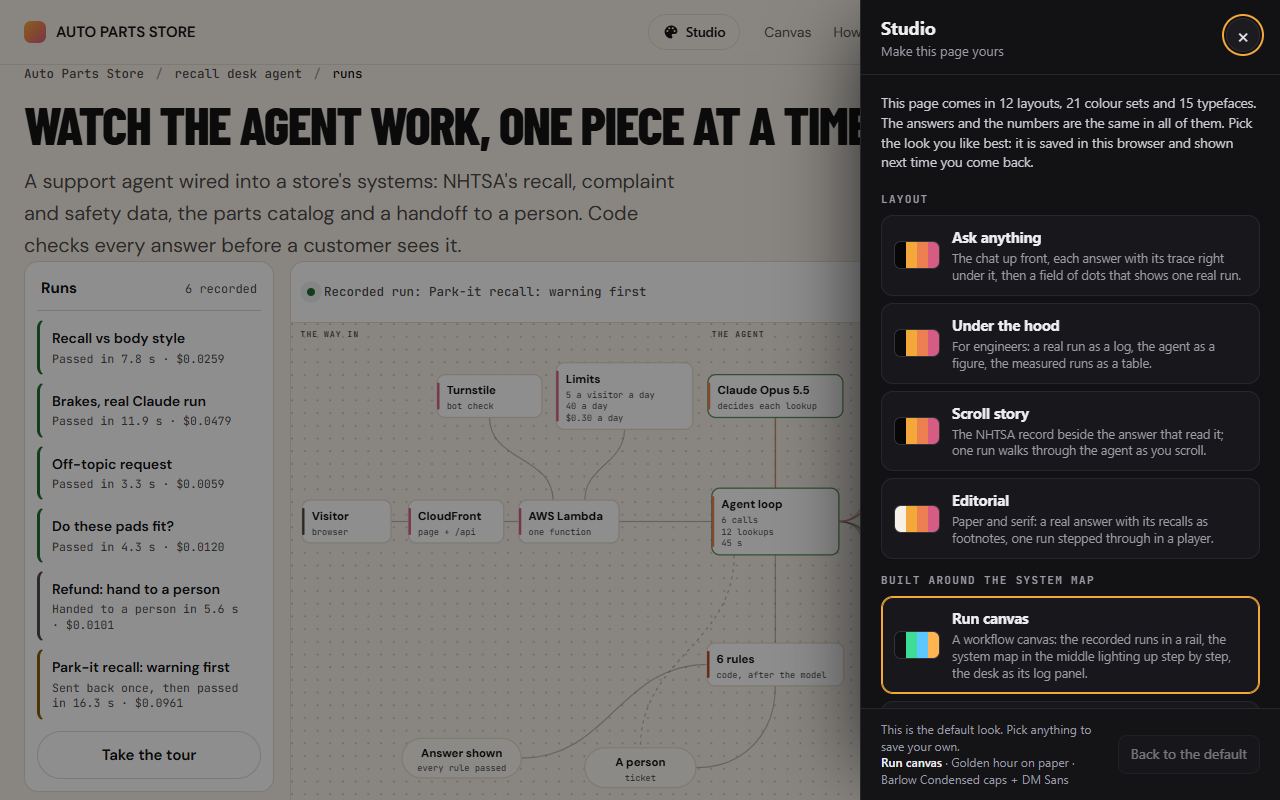 AUTO PARTS STORE
Studio
Canvas
How
Auto Parts Store / recall desk agent / runs
WATCH THE AGENT WORK, ONE PIECE AT A TIME
A support agent wired into a store's systems: NHTSA's recall, complaint
and safety data, the parts catalog and a handoff to a person. Code
checks every answer before a customer sees it.
Runs
6 recorded
Recall vs body style
Passed in 7.8 s · $0.0259
Brakes, real Claude run
Passed in 11.9 s · $0.0479
Off-topic request
Passed in 3.3 s · $0.0059
Do these pads fit?
Passed in 4.3 s · $0.0120
Refund: hand to a person
Handed to a person in 5.6 s
· $0.0101
Park-it recall: warning first
Sent back once, then passed
in 16.3 s · $0.0961
Take the tour
Recorded run: Park-it recall: warning first
THE WAY IN
THE AGENT
Turnstile
bot check
Limits
5 a visitor a day
40 a day
$0.30 a day
Claude Opus 5.5
decides each lookup
Visitor
browser
CloudFront
page + /api
AWS Lambda
one function
Agent loop
6 calls
12 lookups
45 s
6 rules
code, after the model
Answer shown
every rule passed
A person
ticket
Studio
Make this page yours
×
This page comes in 12 layouts, 21 colour sets and 15 typefaces.
The answers and the numbers are the same in all of them. Pick
the look you like best: it is saved in this browser and shown
next time you come back.
LAYOUT
Ask anything
The chat up front, each answer with its trace right
under it, then a field of dots that shows one real run.
Under the hood
For engineers: a real run as a log, the agent as a
figure, the measured runs as a table.
Scroll story
The NHTSA record beside the answer that read it;
one run walks through the agent as you scroll.
Editorial
Paper and serif: a real answer with its recalls as
footnotes, one run stepped through in a player.
BUILT AROUND THE SYSTEM MAP
Run canvas
A workflow canvas: the recorded runs in a rail, the
system map in the middle lighting up step by step,
the desk as its log panel.
This is the default look. Pick anything to
save your own.
Run canvas · Golden hour on paper ·
Barlow Condensed caps + DM Sans
Back to the default